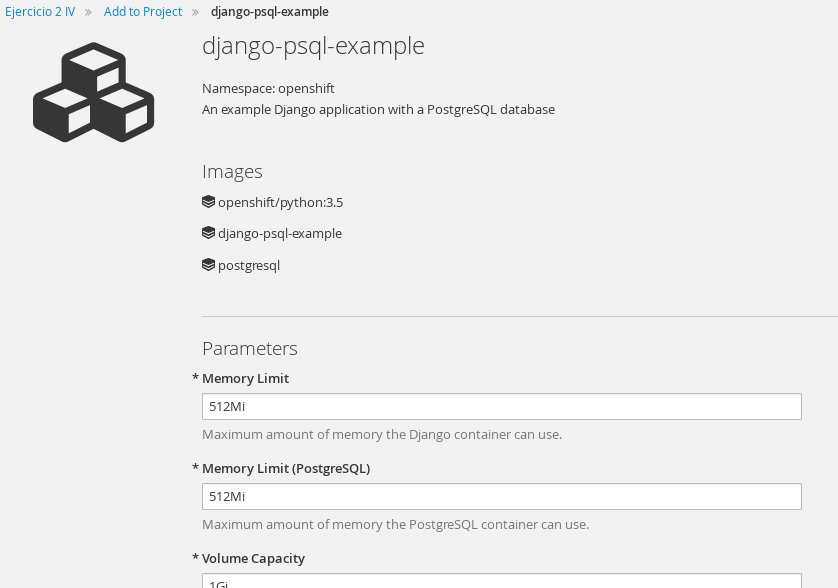 Ejercicio 2 IV » Add to Project » django-psql-example
django-psql-example
Namespace: openshift
An example Django application with a PostgreSQL database
Images
openshift/python:3.5
django-psql-example
postgresql
Parameters
* Memory Limit
512Mi
Maximum amount of memory the Django container can use.
* Memory Limit (PostgreSQL)
512Mi
Maximum amount of memory the PostgreSQL container can use.
* Volume Capacity
1Gi